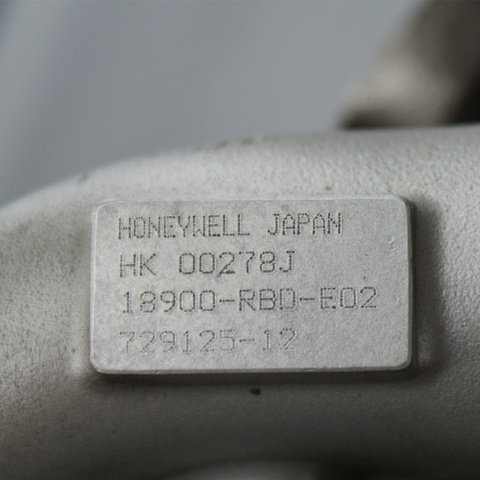 HONEYWELL JAPAN
HK 00278J
18900-RBD-E02
729125-12